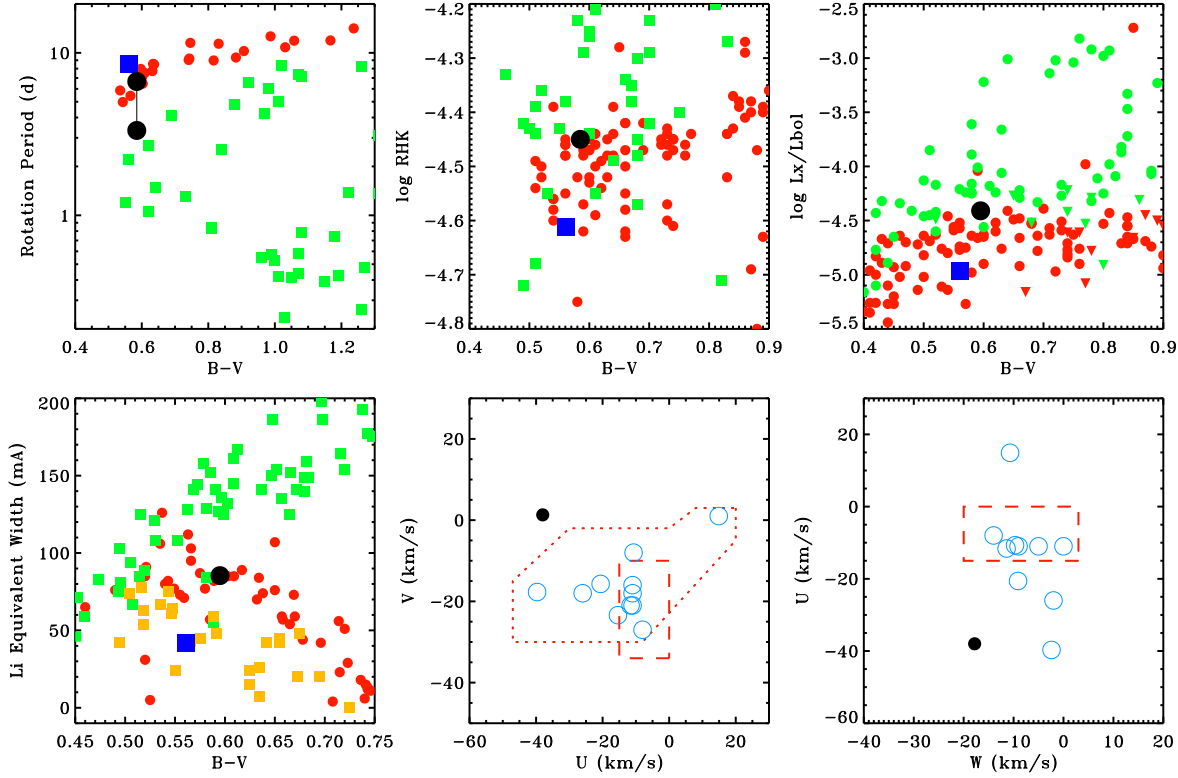 Rotation Period (d)
10
1
0.4 0.6 0.8 1.0 1.2
B-V
log RHK
-4.2
-4.3
-4.4
-4.5
-4.6
-4.7
-4.8
0.4 0.5 0.6 0.7 0.8 0.9
B-V
log Lx/Lbol
-2.5
-3.0
-3.5
-4.0
-4.5
-5.0
-5.5
0.4 0.5 0.6 0.7 0.8 0.9
B-V
Li Equivalent Width (mA)
200
150
100
50
0
0.45 0.50 0.55 0.60 0.65 0.70 0.75
B-V
V (km/s)
20
0
-20
-40
-60 -40 -20 0 20
U (km/s)
U (km/s)
20
0
-20
-40
-60
-60 -40 -20 0 20
W (km/s)